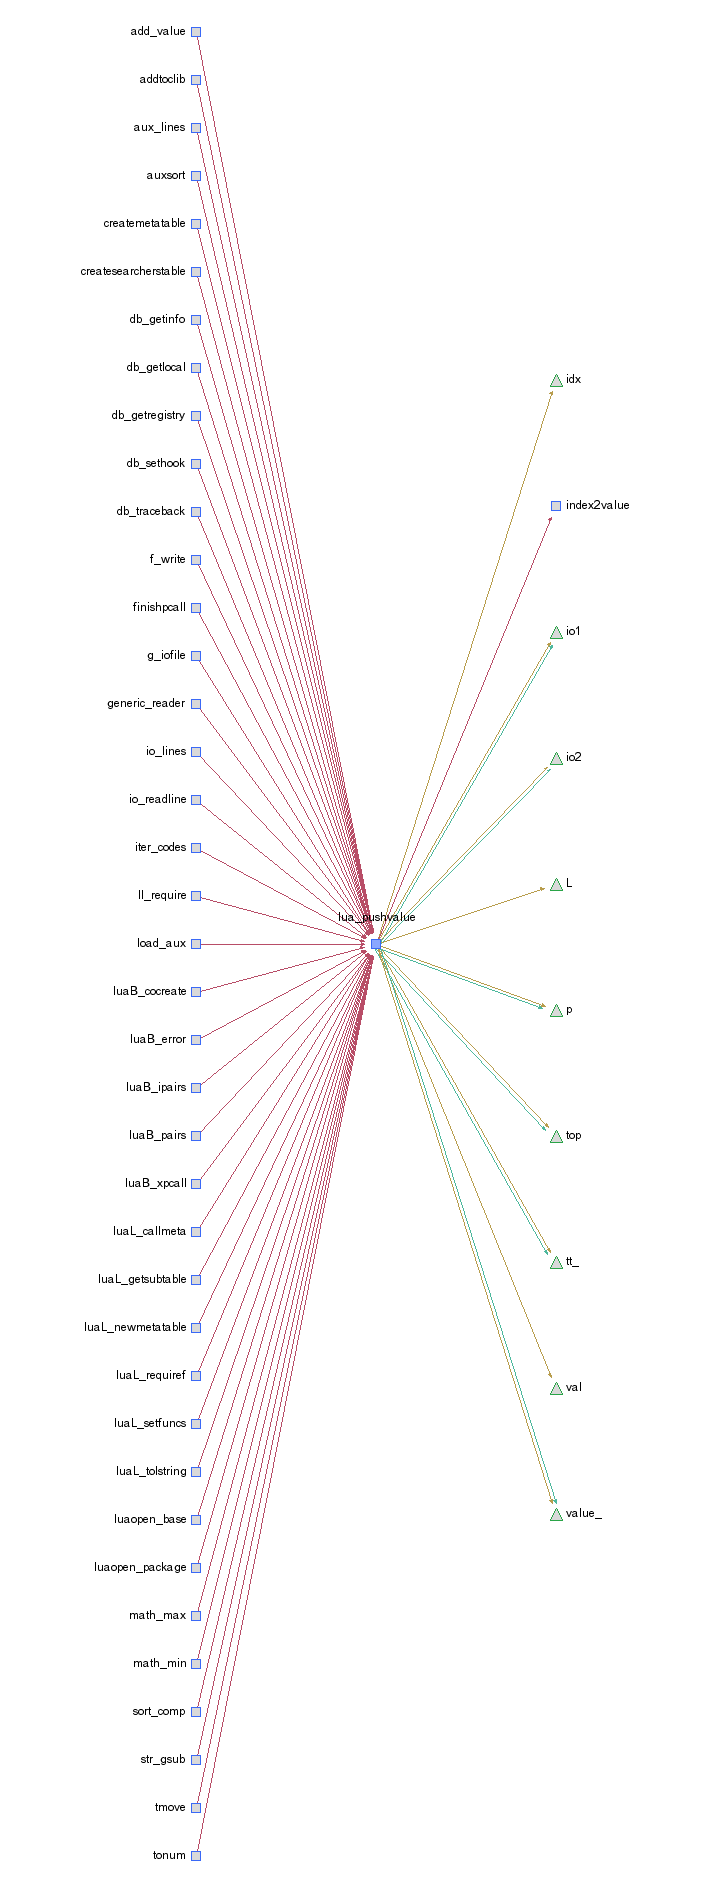 add_value
addtoclib
aux_lines
auxsort
createmetatable
createsearcherstable
db_getinfo
db_getlocal
db_getregistry
db_sethook
db_traceback
f_write
finishpcall
g_iofile
generic_reader
io_lines
io_readline
iter_codes
ll_require
load_aux
luaB_cocreate
luaB_error
luaB_ipairs
luaB_pairs
luaB_xpcall
luaL_callmeta
luaL_getsubtable
luaL_newmetatable
luaL_requiref
luaL_setfuncs
luaL_tolstring
luaopen_base
luaopen_package
math_max
math_min
sort_comp
str_gsub
tmove
tonum
lua_pushvalue
idx
index2value
io1
io2
L
p
top
tt_
val
value_